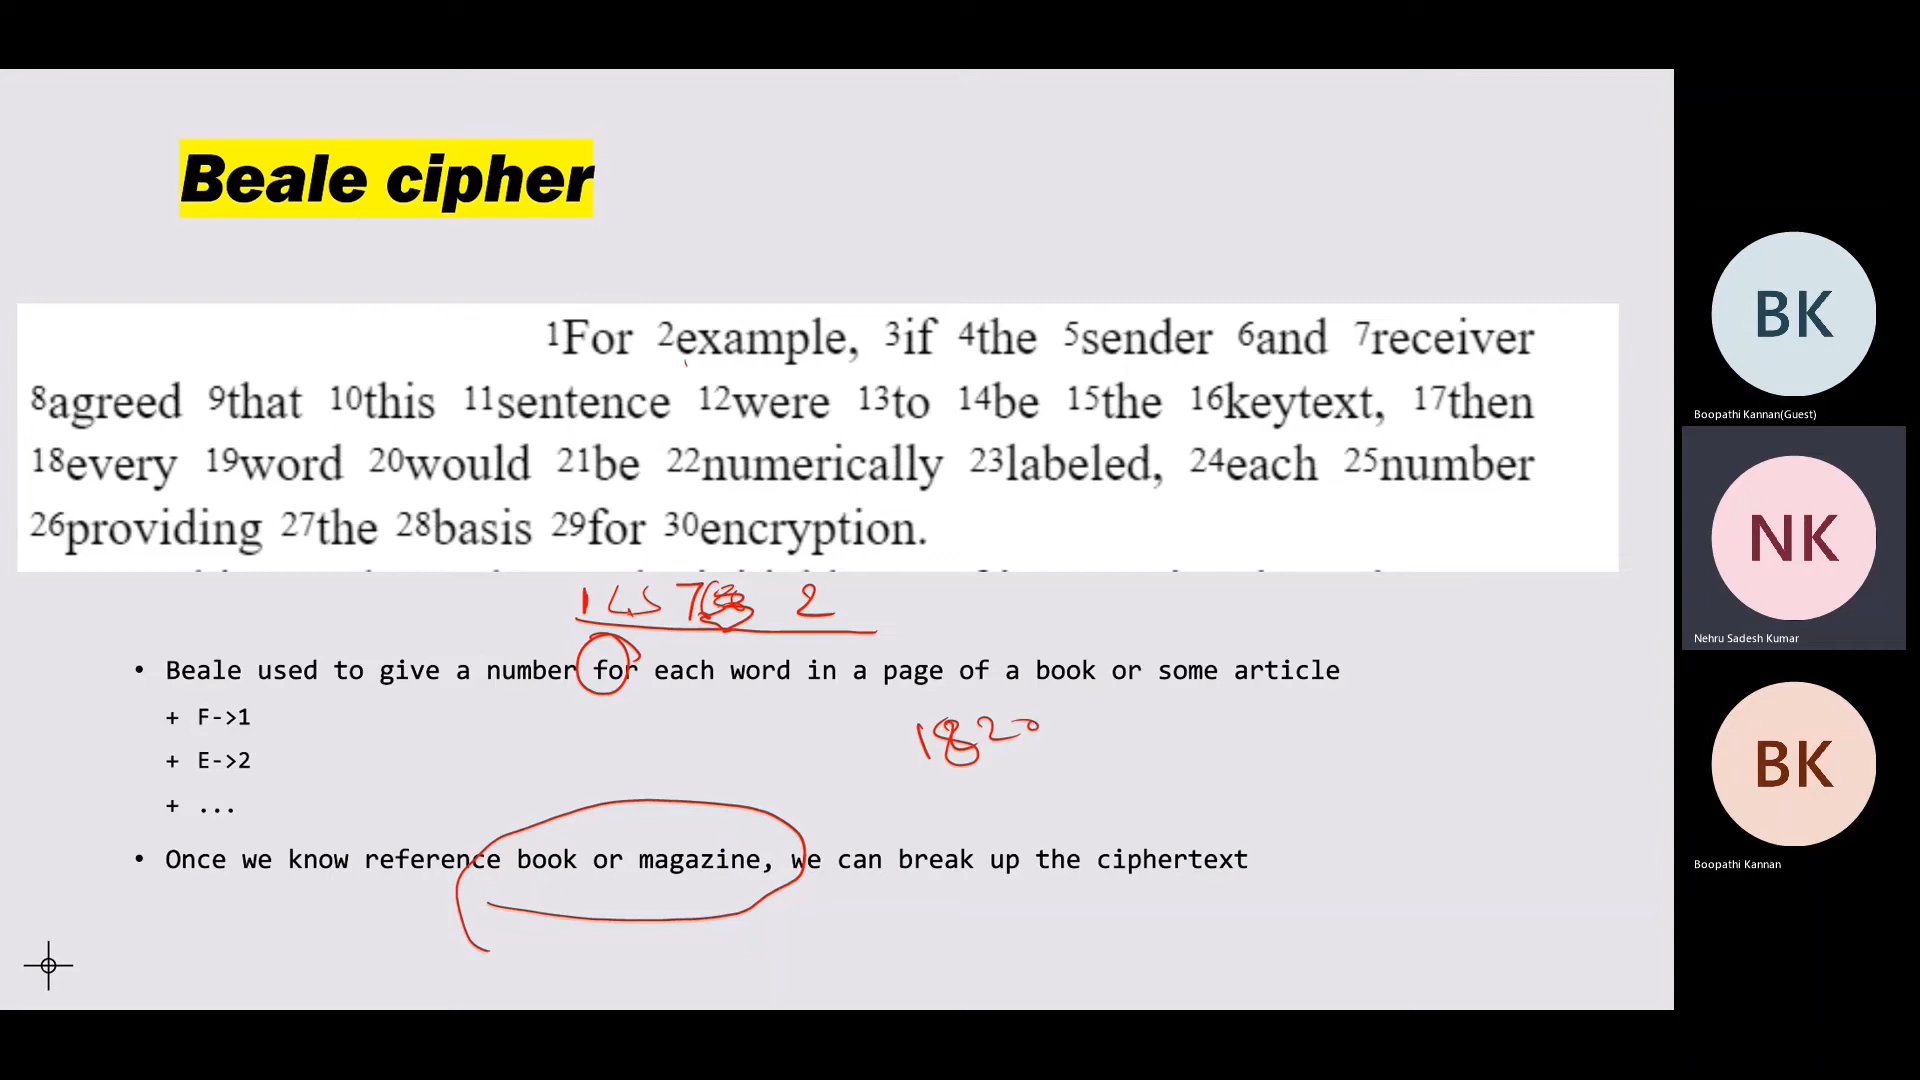 Beale cipher
1For 2example, 3if 4the 5sender 6and 7receiver
8agreed 9that 10this 11sentence 12were 13to 14be 15the 16keytext, 17then
18every 19word 20would 21be 22numerically 23labeled, 24each 25number
26providing 27the 28basis 29for 30encryption.
2
• Beale used to give a number for each word in a page of a book or some article
+ F->1
1820
+ E->2
+ ...
• Once we know reference book or magazine, we can break up the ciphertext
BK
Boopathi Kannan(Guest)
NK
Nehru Sadesh Kumar
BK
Boopathi Kannan